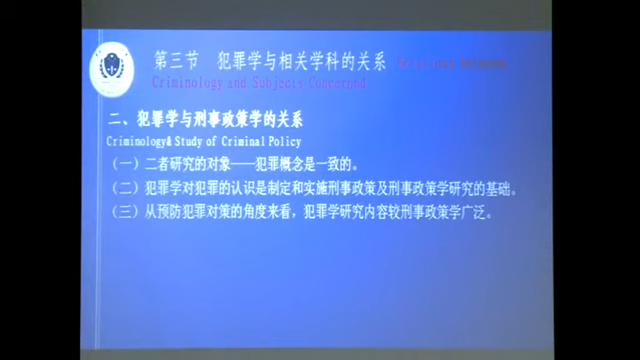 第三节 犯罪学与相关学科的关系
Criminology and Subjects Concerned
二、犯罪学与刑事政策学的关系
Criminology& Study of Criminal Policy
（一）二者研究的对象——犯罪概念是一致的。
（二）犯罪学对犯罪的认识是制定和实施刑事政策及刑事政策学研究的基础。
（三）从预防犯罪对策的角度来看，犯罪学研究内容较刑事政策学广泛。